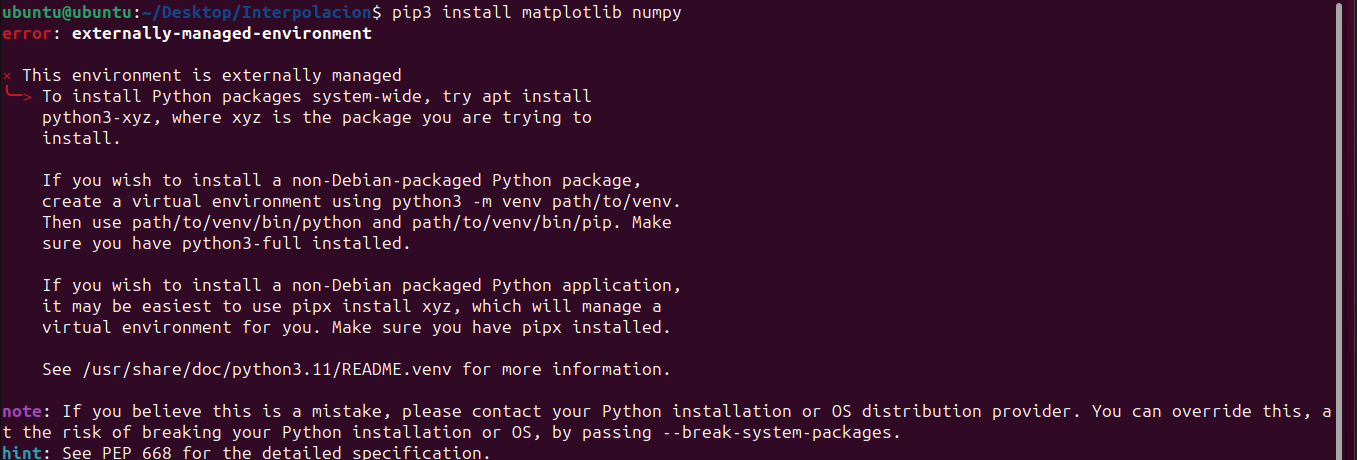 ubuntu@ubuntu:~/Desktop/Interpolacion$ pip3 install matplotlib numpy
error: externally-managed-environment
× This environment is externally managed
╰─> To install Python packages system-wide, try apt install
python3-xyz, where xyz is the package you are trying to
install.
If you wish to install a non-Debian-packaged Python package,
create a virtual environment using python3 -m venv path/to/venv.
Then use path/to/venv/bin/python and path/to/venv/bin/pip. Make
sure you have python3-full installed.
If you wish to install a non-Debian packaged Python application,
it may be easiest to use pipx install xyz, which will manage a
virtual environment for you. Make sure you have pipx installed.
See /usr/share/doc/python3.11/README.venv for more information.
note: If you believe this is a mistake, please contact your Python installation or OS distribution provider. You can override this, a
t the risk of breaking your Python installation or OS, by passing --break-system-packages.
hint: See PEP 668 for the detailed specification.